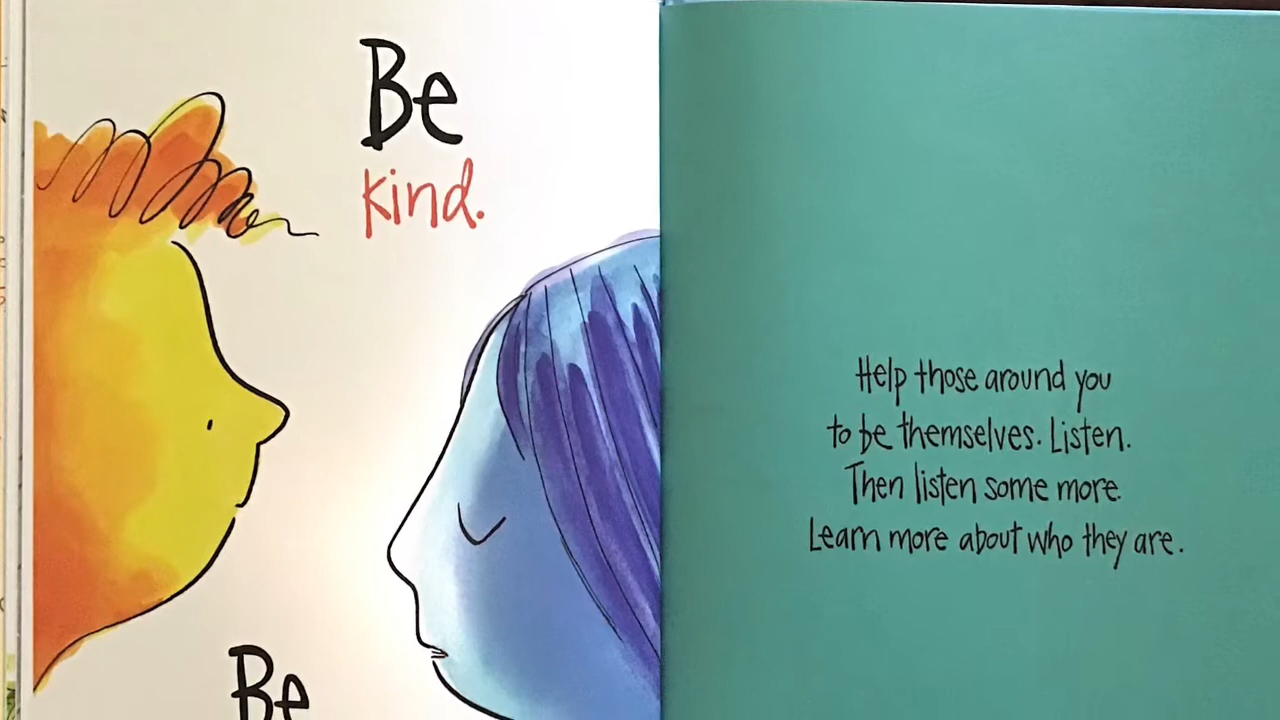 Be
kind.
Be
Help those around you
to be themselves. Listen.
Then listen some more.
Learn more about who they are.